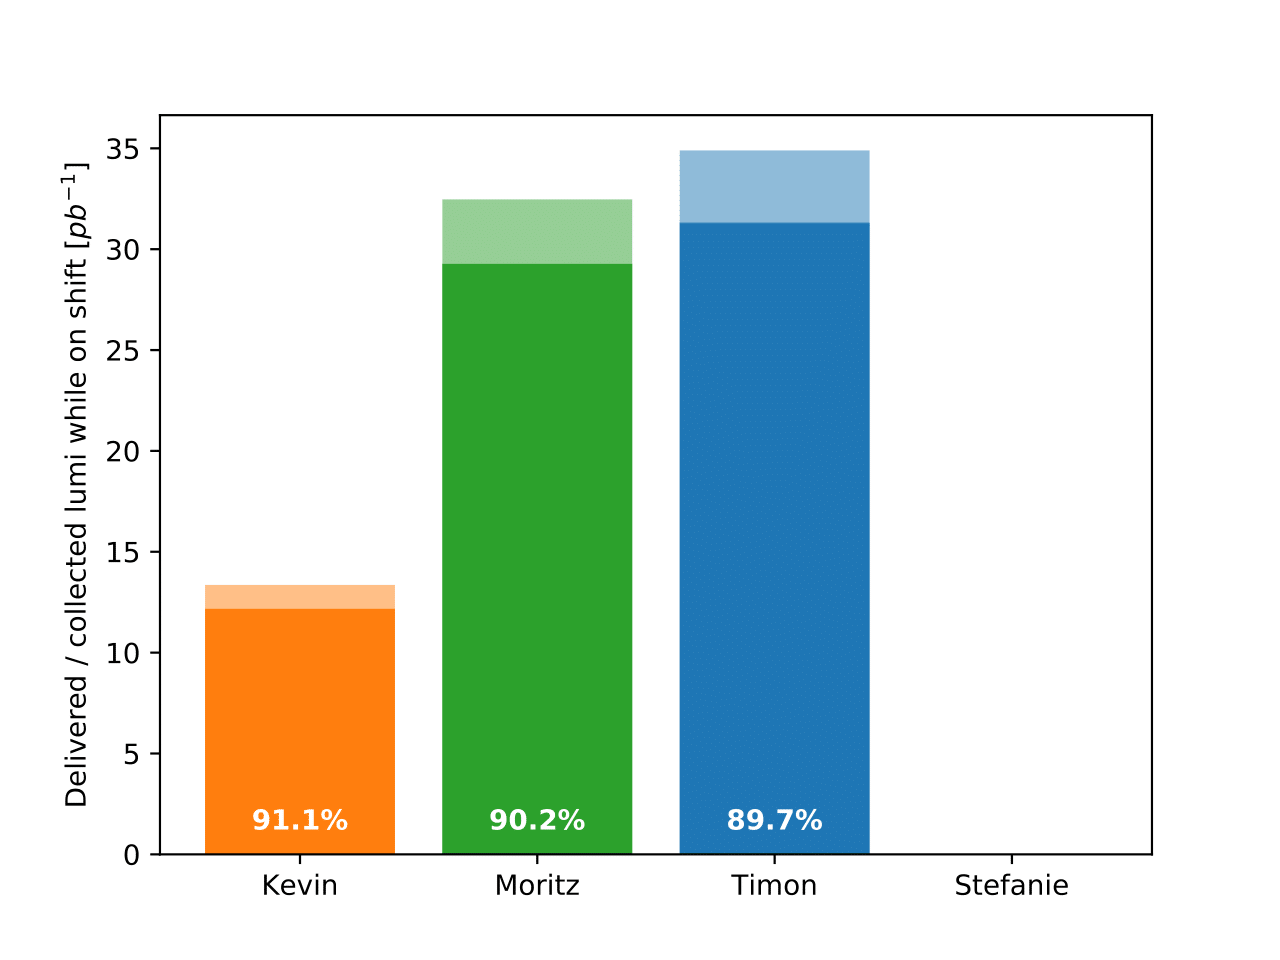 Delivered / collected lumi while on shift [pb⁻¹]
35
30
25
20
15
10
5
0
91.1% 90.2% 89.7%
Kevin Moritz Timon Stefanie